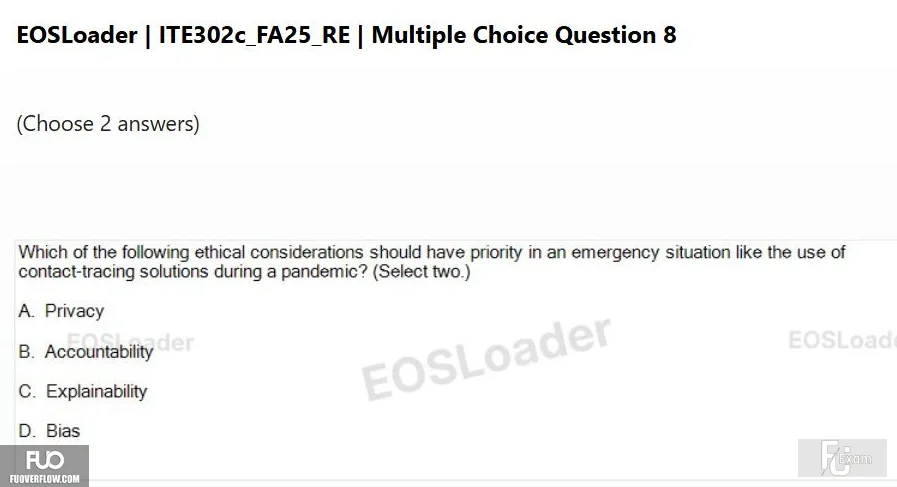 EOSLoader | ITE302c_FA25_RE | Multiple Choice Question 8
(Choose 2 answers)
Which of the following ethical considerations should have priority in an emergency situation like the use of
contact-tracing solutions during a pandemic? (Select two.)
A. Privacy
EOSLoader
B. Accountability
EOSLoader
EOSLoade
C. Explainability
D. Bias
FUO
FUOVERFLOW.COM
Exam